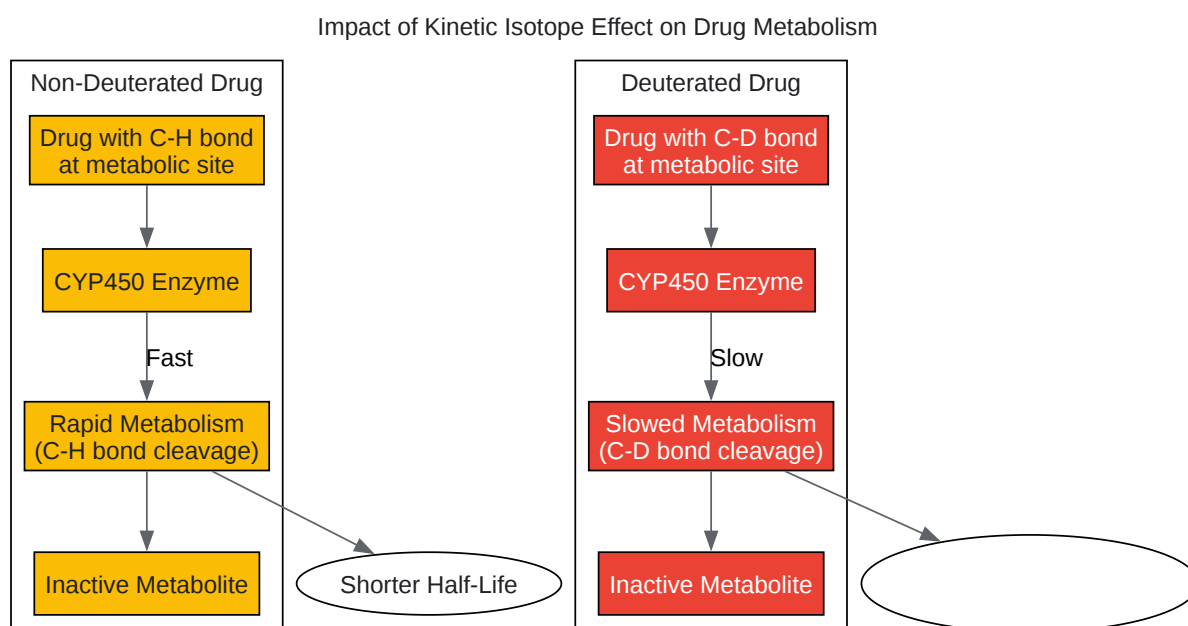 Impact of Kinetic Isotope Effect on Drug Metabolism
Non-Deuterated Drug
Drug with C-H bond
at metabolic site
CYP450 Enzyme
Fast
Rapid Metabolism
(C-H bond cleavage)
Inactive Metabolite
Shorter Half-Life
Deuterated Drug
Drug with C-D bond
at metabolic site
CYP450 Enzyme
Slow
Slowed Metabolism
(C-D bond cleavage)
Inactive Metabolite